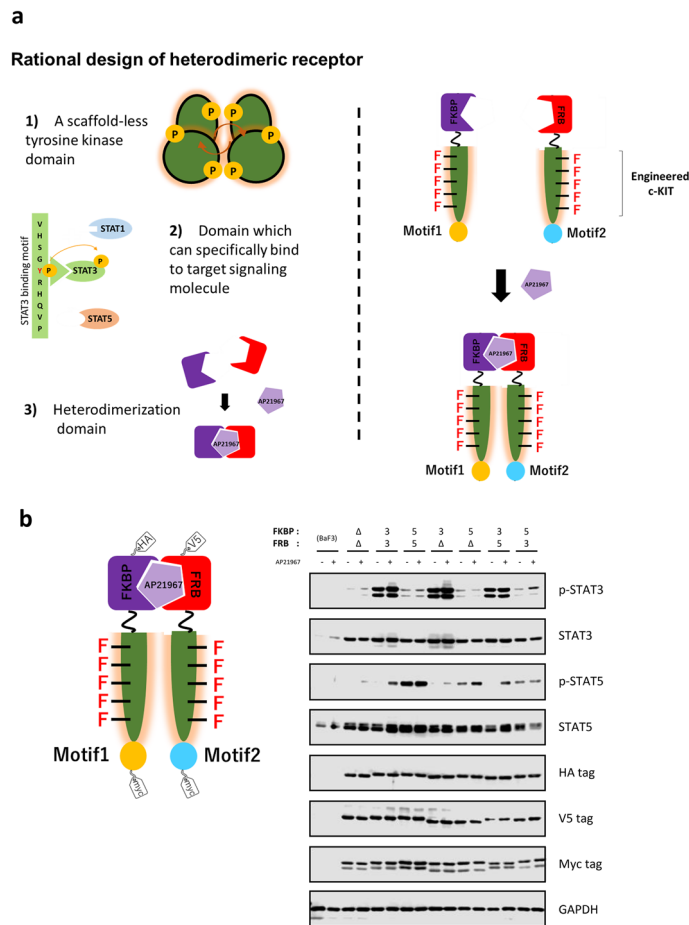 a
Rational design of heterodimeric receptor
1) A scaffold-less
tyrosine kinase
domain
P P
P P
P P
STAT3 binding motif
V
H
S
G
Y
R
H
Q
V
P
P
STAT1
STAT3
P
STAT5
2) Domain which
can specifically bind
to target signaling
molecule
3) Heterodimerization
domain
AP21967
AP21967
FKBP
FRB
F F
F F
F F
F F
F F
Engineered
c-KIT
Motif1
Motif2
AP21967
FKBP
AP21967
FRB
F F
F F
F F
F F
F F
Motif1
Motif2
b
HA
V5
FKBP
AP21967
FRB
F F
F F
F F
F F
F F
Motif1
Motif2
myc
myc
FKBP : (BaF3) Δ 3 5 3 5 3 5
FRB : Δ 3 5 Δ Δ 5 3
AP21967 - + - + - + - + - + - + - + - +
p-STAT3
STAT3
p-STAT5
STAT5
HA tag
V5 tag
Myc tag
GAPDH